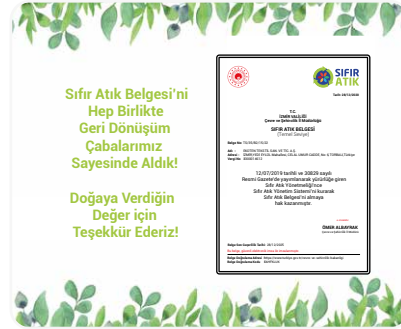 Sıfır Atık Belgesi'ni
Hep Birlikte
Geri Dönüşüm
Çabalarımız
Sayesinde Aldık!
Doğaya Verdiğin
Değer için
Teşekkür Ederiz!
SIFIR
ATIK
T.C.
İZMİR VALİLİĞİ
Çevre ve Şehircilik İl Müdürlüğü
SIFIR ATIK BELGESİ
(Temel Seviye)
12/07/2019 tarihli ve 30829 sayılı
Resmi Gazete'de yayımlanarak yürürlüğe giren
Sıfır Atık Yönetmeliği'nce
Sıfır Atık Yönetim Sistemi'ni kurarak
Sıfır Atık Belgesi'ni almaya
hak kazanmıştır.
ÖMER ALBAYRAK